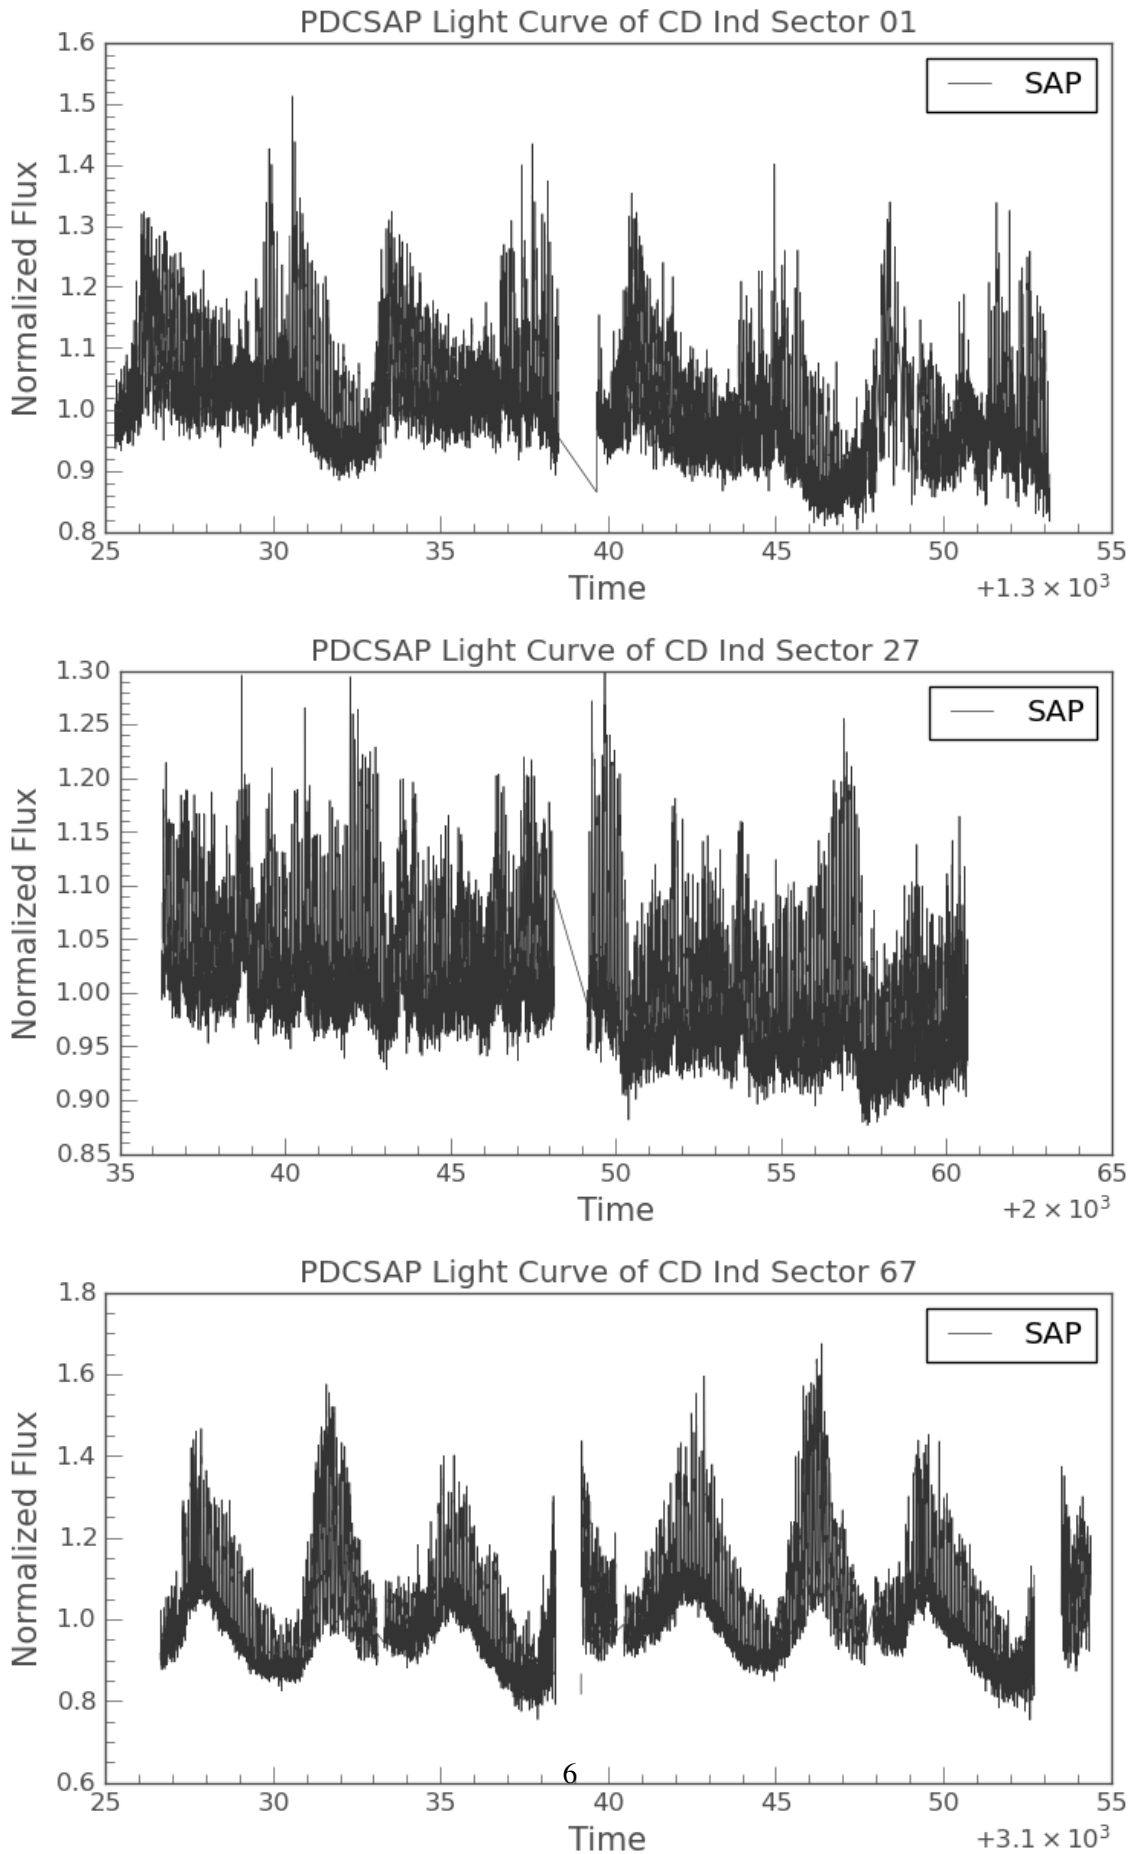 PDCSAP Light Curve of CD Ind Sector 01
1.6
1.5
1.4
1.3
1.2
1.1
1.0
0.9
0.8
Normalized Flux
SAP
25 30 35 40 45 50 55
Time
+1.3 × 10³
PDCSAP Light Curve of CD Ind Sector 27
1.30
1.25
1.20
1.15
1.10
1.05
1.00
0.95
0.90
0.85
Normalized Flux
SAP
35 40 45 50 55 60 65
Time
+2 × 10³
PDCSAP Light Curve of CD Ind Sector 67
1.8
1.6
1.4
1.2
1.0
0.8
0.6
Normalized Flux
SAP
6
25 30 35 40 45 50 55
Time
+3.1 × 10³